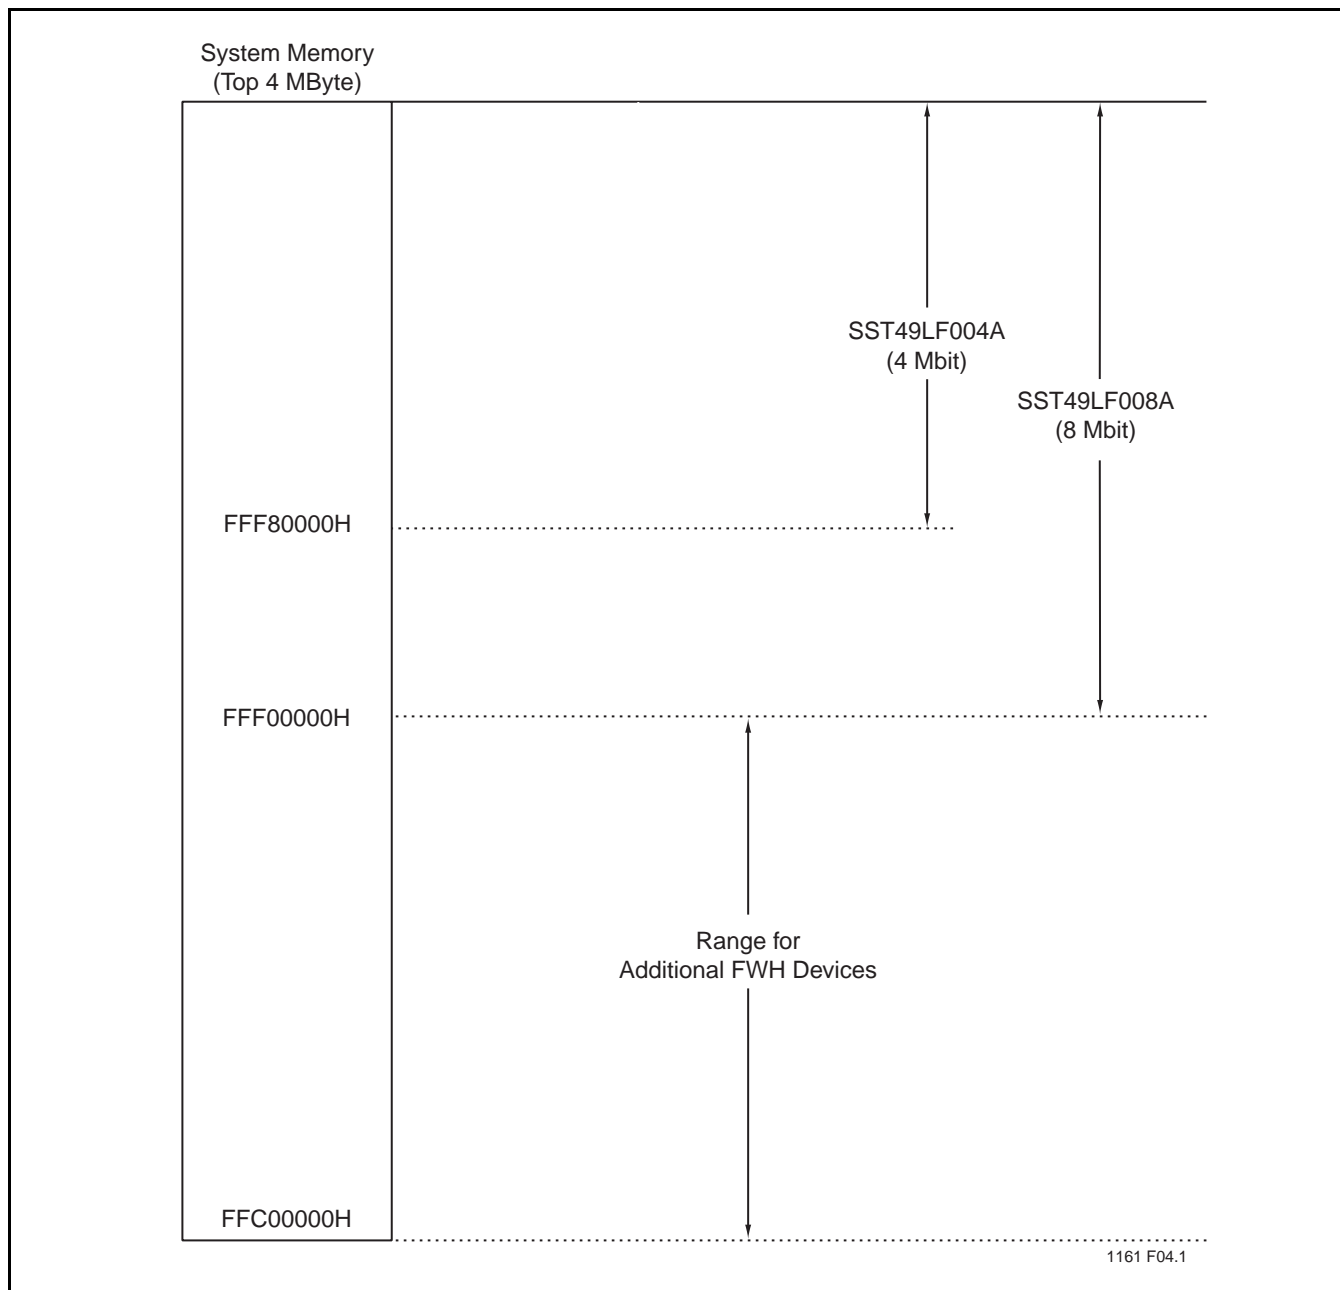 System Memory
(Top 4 MByte)
SST49LF004A
(4 Mbit)
SST49LF008A
(8 Mbit)
FFF80000H
FFF00000H
Range for
Additional FWH Devices
FFC00000H
1161 F04.1